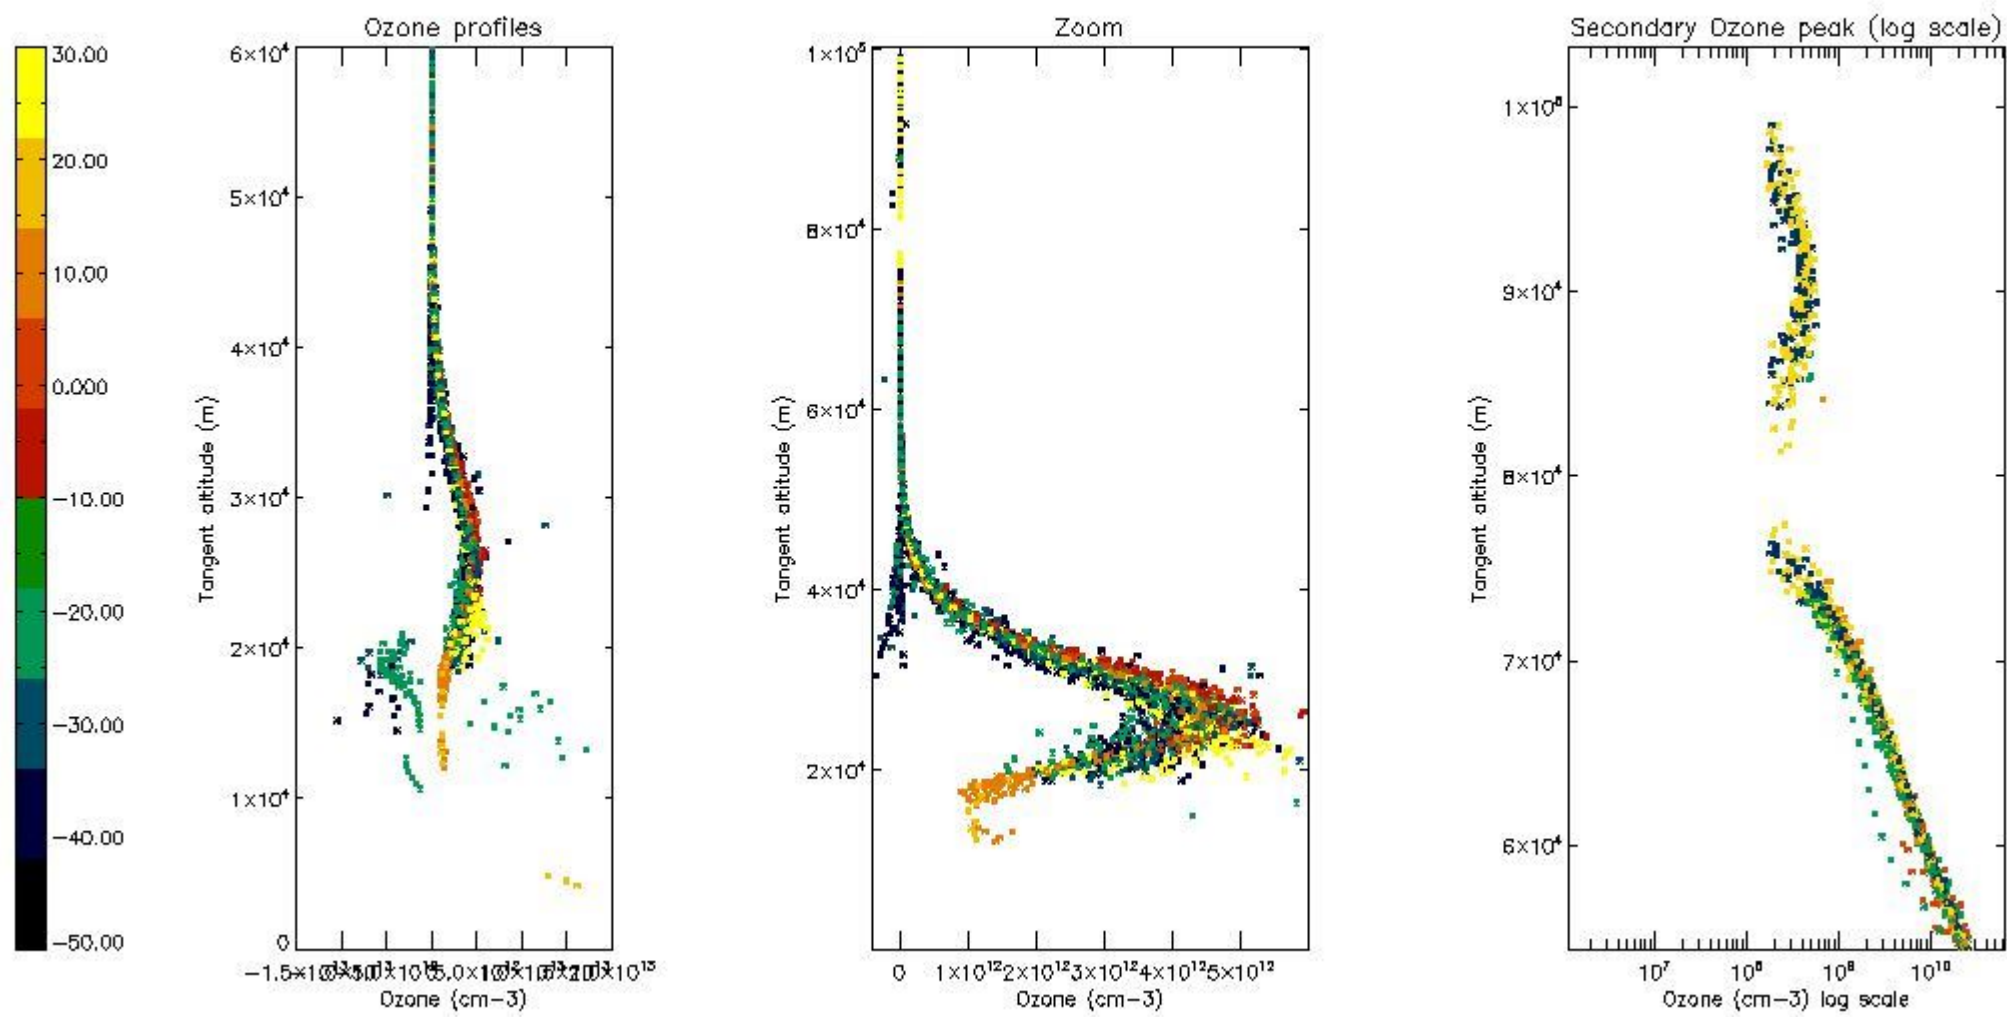 Ozone profiles
Zoom
Secondary Ozone peak (log scale)
30.00
20.00
10.00
0.000
−10.00
−20.00
−30.00
−40.00
−50.00
6×10⁴
5×10⁴
4×10⁴
3×10⁴
2×10⁴
1×10⁴
0
Tangent altitude (m)
Ozone (cm−3)
1×10⁵
8×10⁴
6×10⁴
4×10⁴
2×10⁴
Tangent altitude (m)
0 1×10¹² 2×10¹² 3×10¹² 4×10¹² 5×10¹²
Ozone (cm−3)
9×10⁴
8×10⁴
7×10⁴
6×10⁴
Tangent altitude (m)
10⁷ 10⁸ 10⁹ 10¹⁰
Ozone (cm−3) log scale